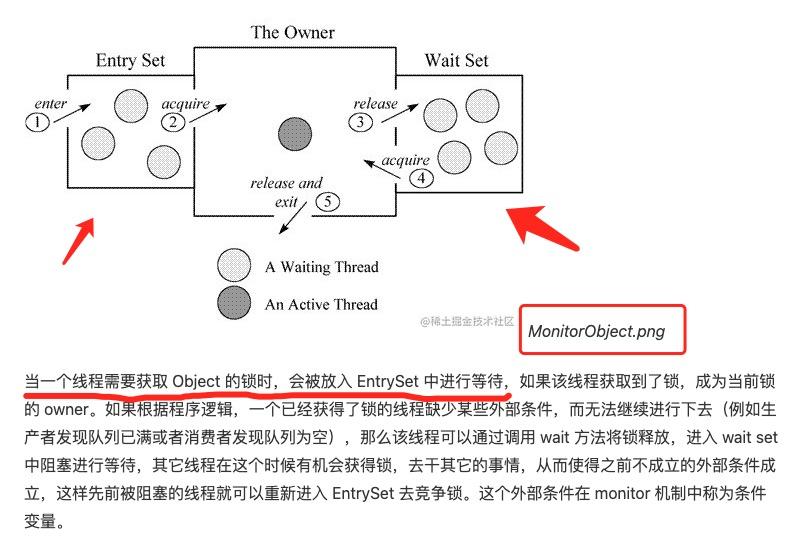 The Owner
Entry Set
Wait Set
enter
1
acquire
2
release
3
acquire
4
release and
exit 5
A Waiting Thread
An Active Thread
@稀土掘金技术社区
MonitorObject.png
当一个线程需要获取 Object 的锁时，会被放入 EntrySet 中进行等待，如果该线程获取到了锁，成为当前锁
的 owner。如果根据程序逻辑，一个已经获得了锁的线程缺少某些外部条件，而无法继续进行下去（例如生
产者发现队列已满或者消费者发现队列为空），那么该线程可以通过调用 wait 方法将锁释放，进入 wait set
中阻塞进行等待，其它线程在这个时候有机会获得锁，去干其它的事情，从而使得之前不成立的外部条件成
立，这样先前被阻塞的线程就可以重新进入 EntrySet 去竞争锁。这个外部条件在 monitor 机制中称为条件
变量。